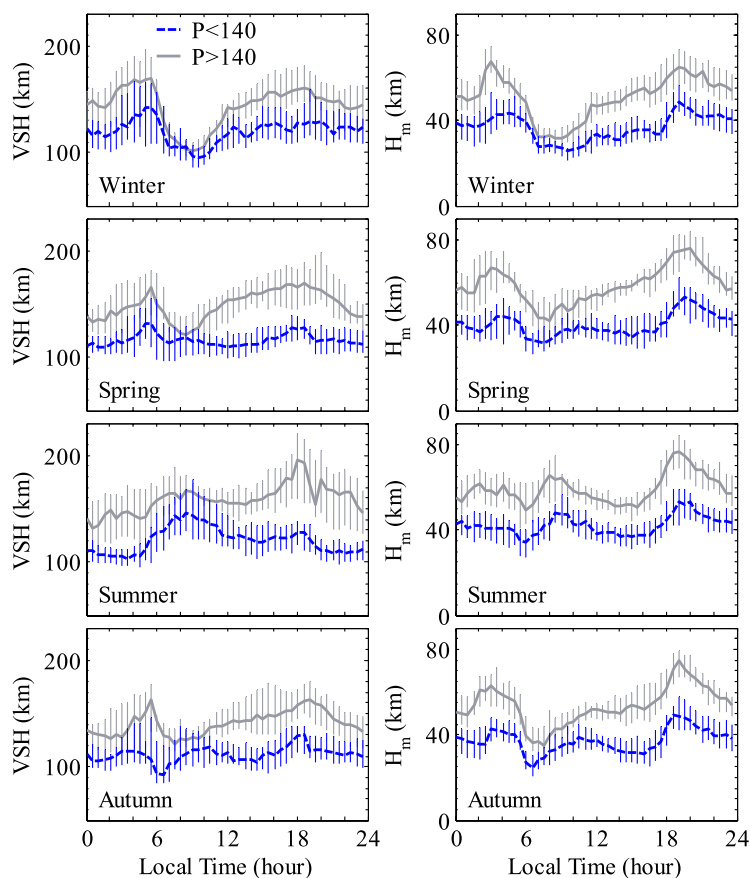 P<140
P>140
200
100
VSH (km)
Winter
80
40
0
H_m (km)
Winter
200
100
VSH (km)
Spring
80
40
0
H_m (km)
Spring
200
100
VSH (km)
Summer
80
40
0
H_m (km)
Summer
200
100
VSH (km)
Autumn
0 6 12 18 24
Local Time (hour)
80
40
0
H_m (km)
Autumn
0 6 12 18 24
Local Time (hour)